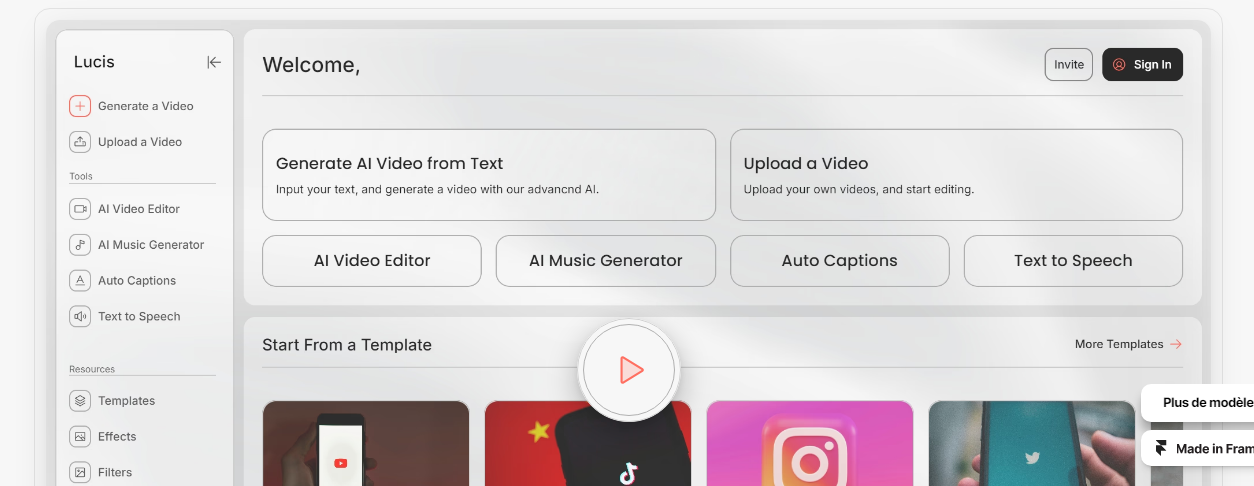 Lucis
Generate a Video
Upload a Video
Tools
AI Video Editor
AI Music Generator
Auto Captions
Text to Speech
Resources
Templates
Effects
Filters
Welcome,
Invite
Sign In
Generate AI Video from Text
Input your text, and generate a video with our advancnd AI.
Upload a Video
Upload your own videos, and start editing.
AI Video Editor
AI Music Generator
Auto Captions
Text to Speech
Start From a Template
More Templates
Plus de modèle
Made in Fram